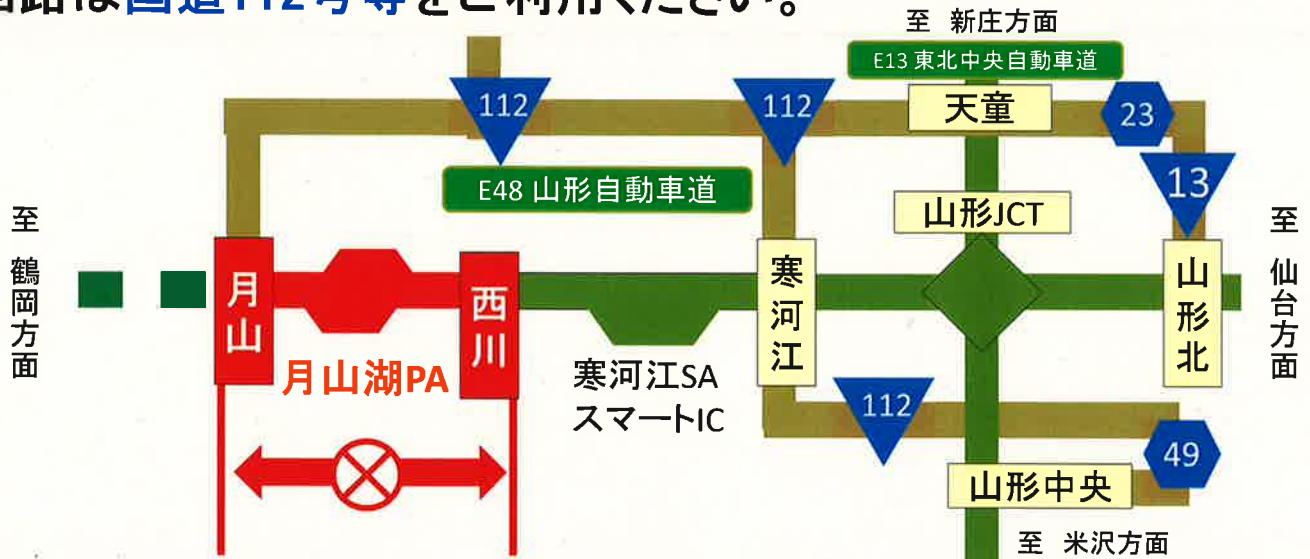 回路は国道112号等をご利用ください。
至 新庄方面
E13 東北中央自動車道
112
112
天童
23
E48 山形自動車道
13
山形JCT
至 鶴岡方面
月山
西川
寒河江
山形北
至 仙台方面
月山湖PA
寒河江SA
スマートIC
112
49
山形中央
至 米沢方面